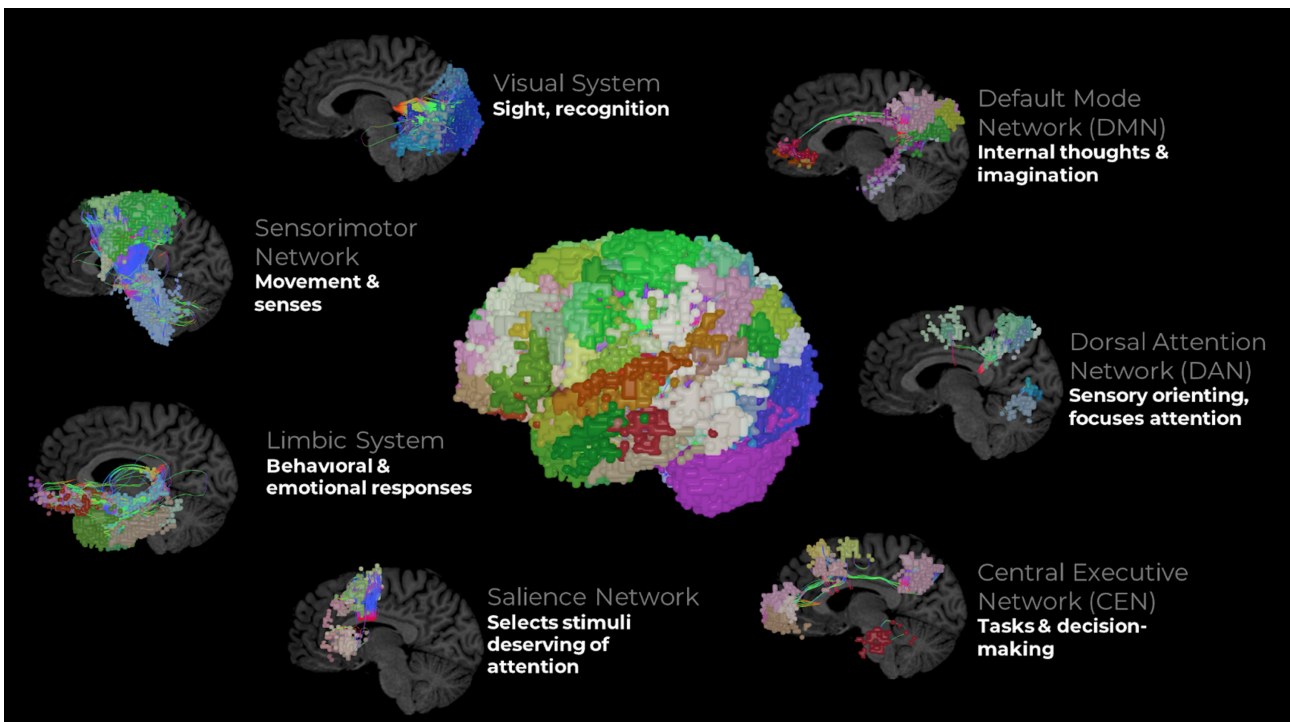 Visual System
Sight, recognition
Default Mode
Network (DMN)
Internal thoughts &
imagination
Sensorimotor
Network
Movement &
senses
Dorsal Attention
Network (DAN)
Sensory orienting,
focuses attention
Limbic System
Behavioral &
emotional responses
Salience Network
Selects stimuli
deserving of
attention
Central Executive
Network (CEN)
Tasks & decision-
making